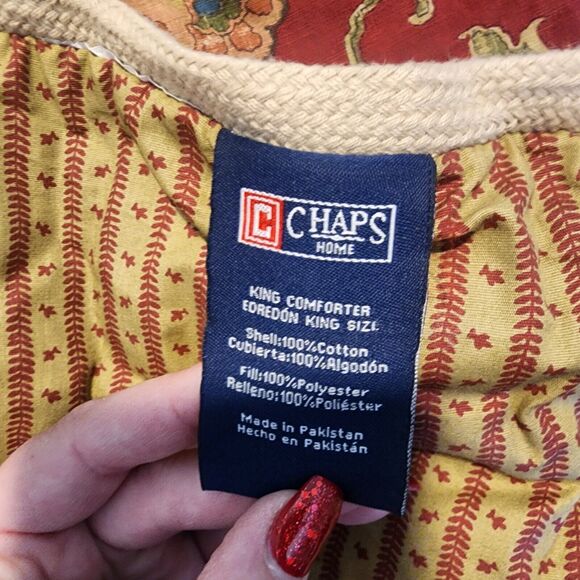 C CHAPS
HOME
KING COMFORTER
EDREDÓN KING SIZE
Shell:100%Cotton
Cubierta:100%Algodón
Fill:100%Polyester
Relleno:100%Poliéster
Made in Pakistan
Hecho en Pakistán